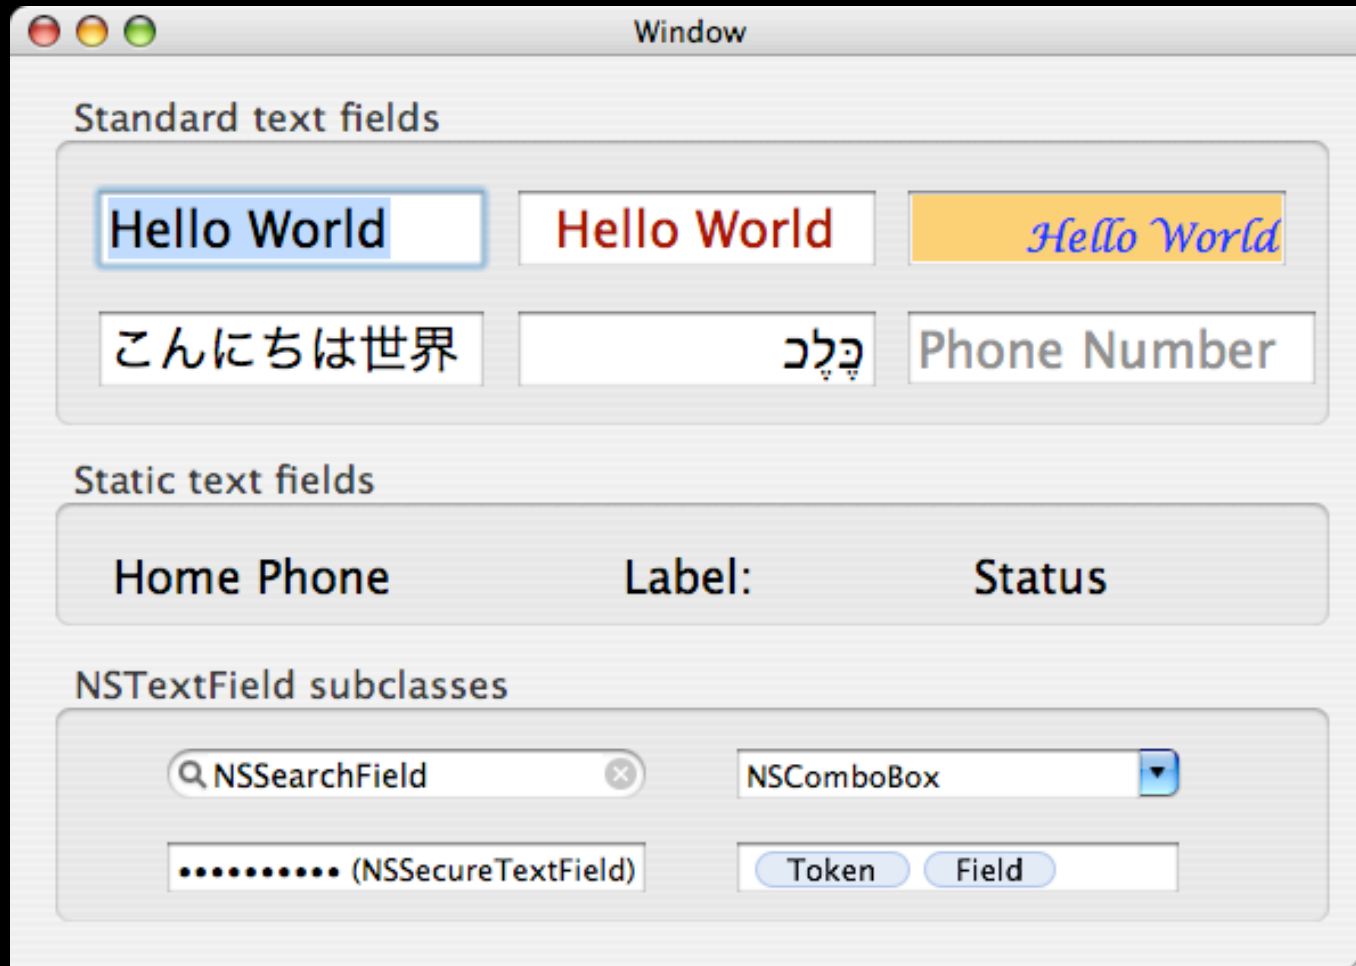 Window
Standard text fields
Hello World
Hello World
Hello World
こんにちは世界
כֶּלֶכ
Phone Number
Static text fields
Home Phone
Label:
Status
NSTextField subclasses
NSSearchField
NSComboBox
•••••••••• (NSSecureTextField)
Token Field